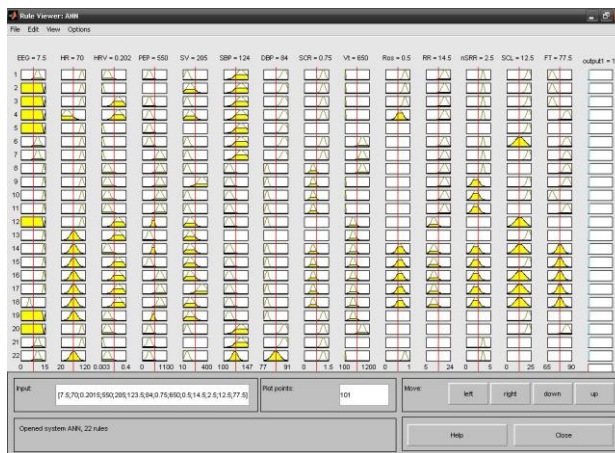 Rule Viewer: ANN
File Edit View Options
EEG = 7.5 HR = 70 HRV = 0.202 PEP = 550 SV = 205 SBP = 124 DBP = 84 SCR = 0.75 Vt = 650 Ros = 0.5 RR = 14.5 nSRR = 2.5 SCL = 12.5 FT = 77.5 output1 = 1
1
2
3
4
5
6
7
8
9
10
11
12
13
14
15
16
17
18
19
20
21
22
0 15 20 120 0.003 0.4 0 1100 10 400 100 147 77 91 0 1.5 100 1200 0 1 5 24 0 5 0 25 65 90
Input: [7.5;70;0.2015;550;205;123.5;84;0.75;650;0.5;14.5;2.5;12.5;77.5]
Plot points: 101
Move: left right down up
Opened system ANN, 22 rules
Help Close